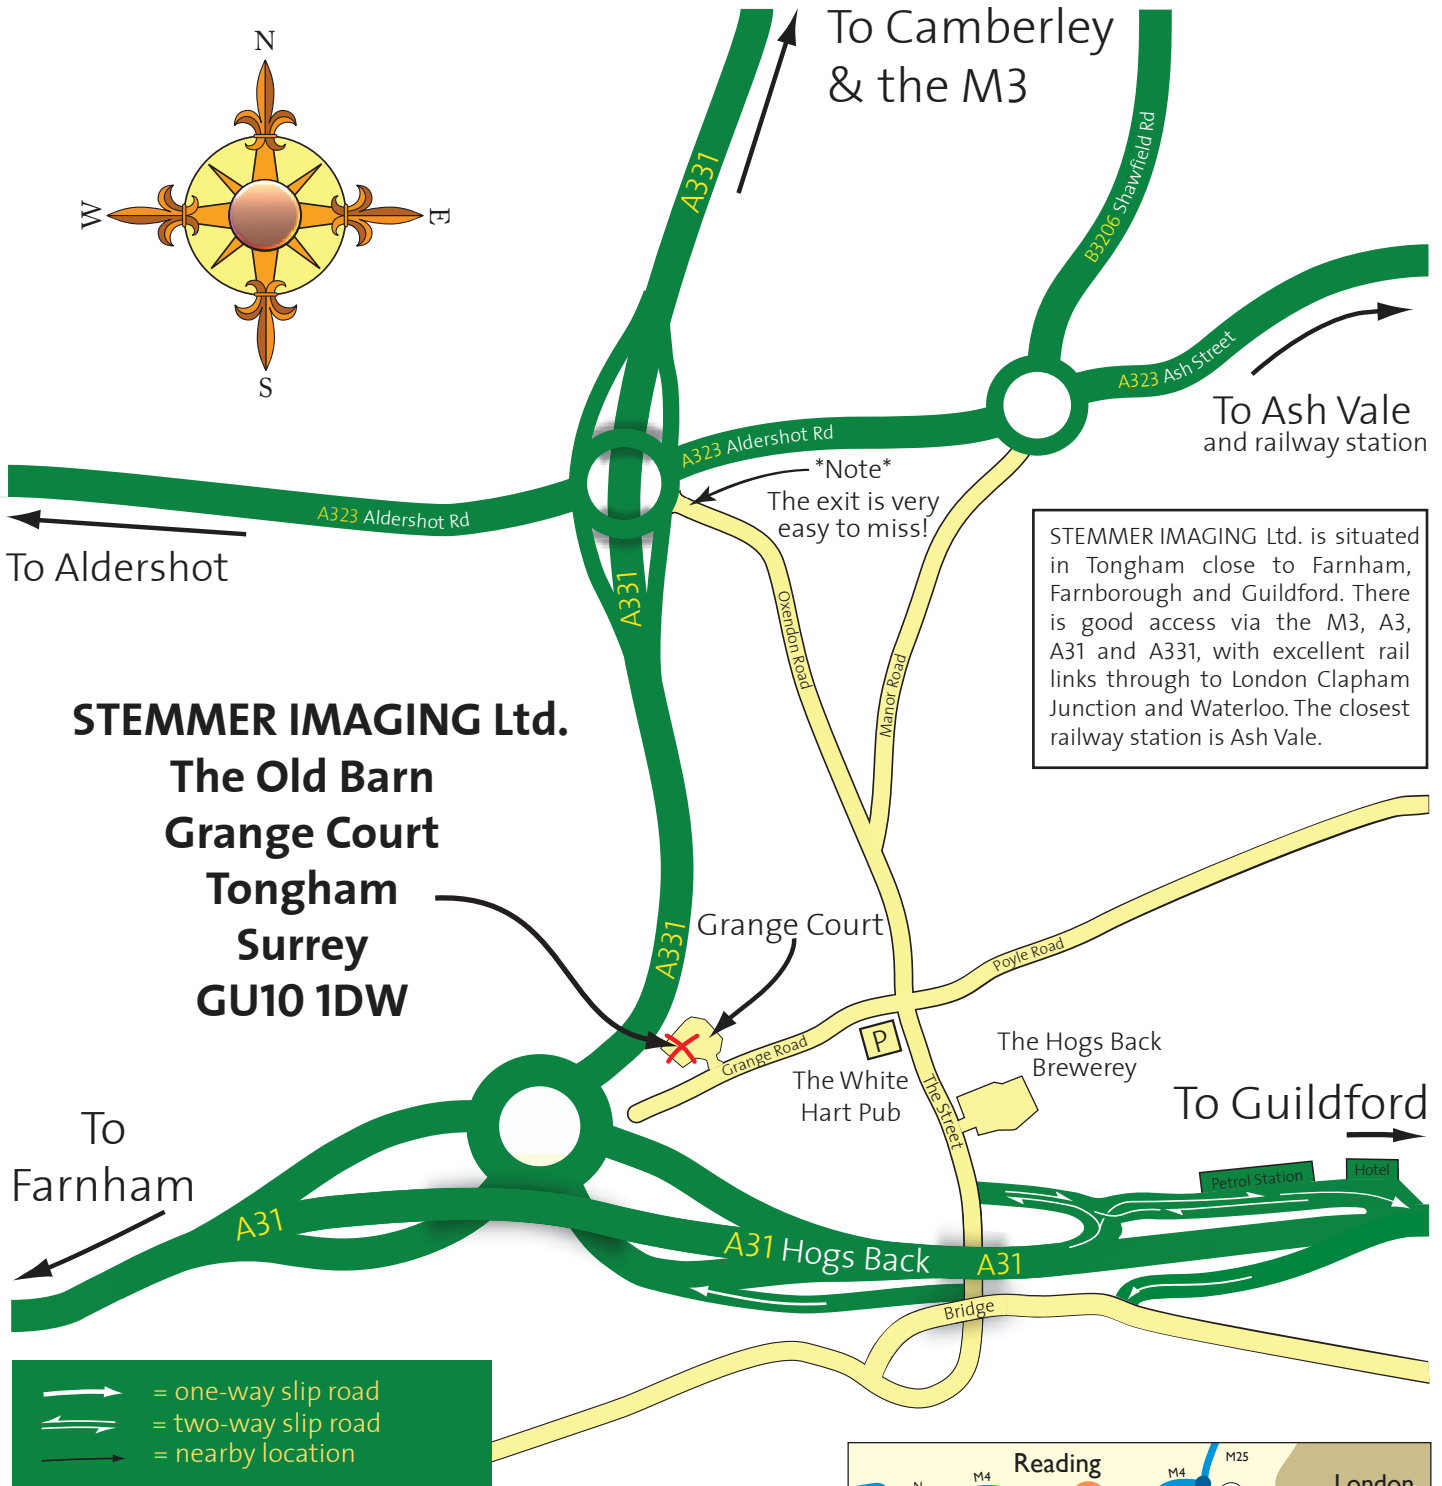 N
W
E
S
To Camberley
& the M3
A331
B3206 Shawfield Rd
A323 Ash Street
To Ash Vale
and railway station
A323 Aldershot Rd
*Note*
The exit is very
easy to miss!
A323 Aldershot Rd
To Aldershot
A331
Oxendon Road
Manor Road
STEMMER IMAGING Ltd. is situated
in Tongham close to Farnham,
Farnborough and Guildford. There
is good access via the M3, A3,
A31 and A331, with excellent rail
links through to London Clapham
Junction and Waterloo. The closest
railway station is Ash Vale.
STEMMER IMAGING Ltd.
The Old Barn
Grange Court
Tongham
Surrey
GU10 1DW
A331
Grange Court
Poyle Road
Grange Road
P
The White
Hart Pub
The Hogs Back
Brewerey
The Street
To Guildford
Petrol Station
Hotel
To
Farnham
A31
A31 Hogs Back
A31
Bridge
= one-way slip road
= two-way slip road
= nearby location
Reading
M4
M4
M25
London